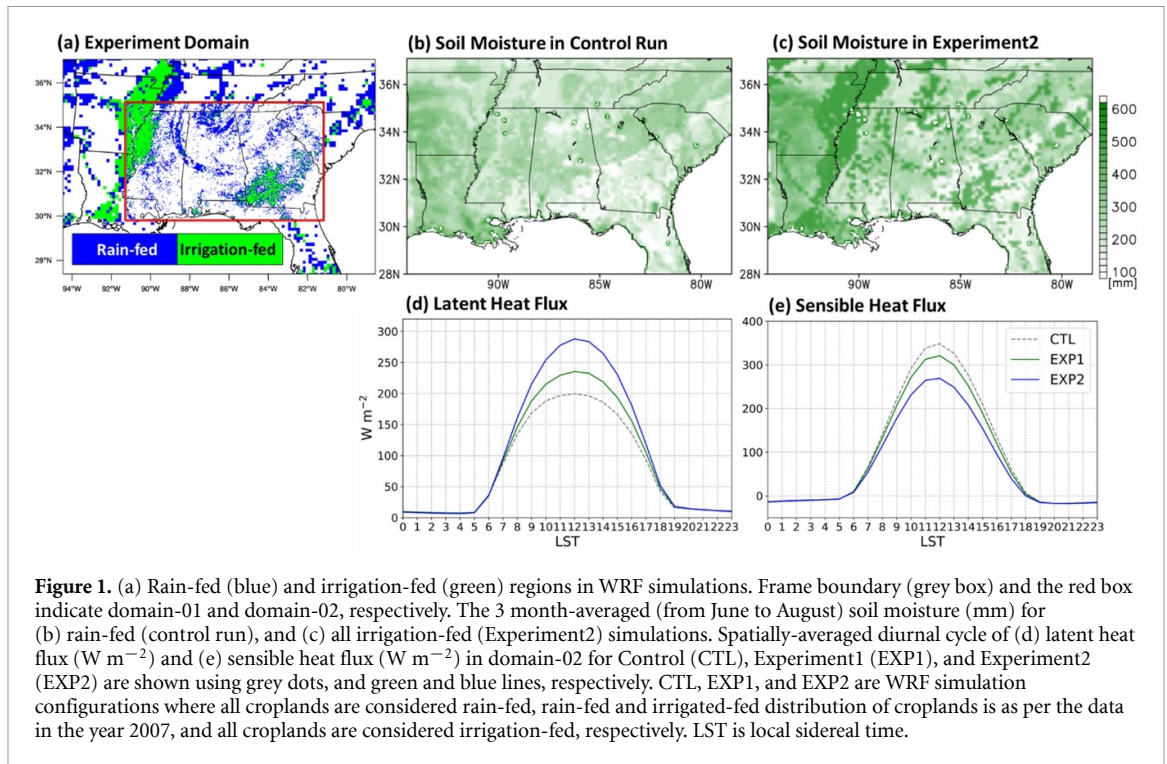 (a) Experiment Domain
(b) Soil Moisture in Control Run
(c) Soil Moisture in Experiment2
36°N
34°N
32°N
30°N
28°N
Rain-fed
Irrigation-fed
94°W 92°W 90°W 88°W 86°W 84°W 82°W 80°W
36N
34N
32N
30N
28N
90W 85W 80W
36N
34N
32N
30N
28N
90W 85W 80W
600
500
400
300
200
100
[mm]
(d) Latent Heat Flux
W m−2
300
250
200
150
100
50
0
0 1 2 3 4 5 6 7 8 9 10 11 12 13 14 15 16 17 18 19 20 21 22 23
LST
(e) Sensible Heat Flux
400
300
200
100
0
CTL
EXP1
EXP2
0 1 2 3 4 5 6 7 8 9 10 11 12 13 14 15 16 17 18 19 20 21 22 23
LST
Figure 1. (a) Rain-fed (blue) and irrigation-fed (green) regions in WRF simulations. Frame boundary (grey box) and the red box
indicate domain-01 and domain-02, respectively. The 3 month-averaged (from June to August) soil moisture (mm) for
(b) rain-fed (control run), and (c) all irrigation-fed (Experiment2) simulations. Spatially-averaged diurnal cycle of (d) latent heat
flux (W m−2) and (e) sensible heat flux (W m−2) in domain-02 for Control (CTL), Experiment1 (EXP1), and Experiment2
(EXP2) are shown using grey dots, and green and blue lines, respectively. CTL, EXP1, and EXP2 are WRF simulation
configurations where all croplands are considered rain-fed, rain-fed and irrigated-fed distribution of croplands is as per the data
in the year 2007, and all croplands are considered irrigation-fed, respectively. LST is local sidereal time.